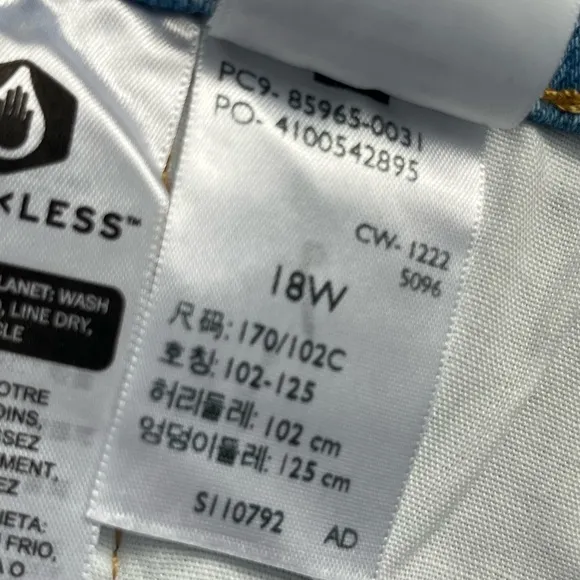 KLESS™
LANET: WASH
, LINE DRY,
CLE
OTRE
OINS,
SSEZ
MENT,
EZ
NETA:
FRIO,
A O
PC9- 85965-0031
PO- 4100542895
CW- 1222
5096
18W
尺码: 170/102C
호칭: 102-125
허리둘레: 102 cm
엉덩이둘레: 125 cm
S110792 AD